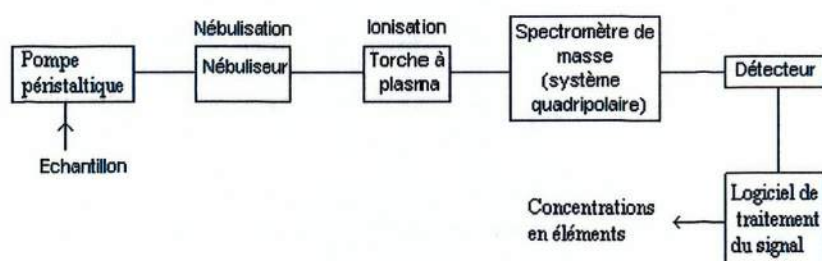 Nébulisation
Ionisation
Pompe
péristaltique
Nébuliseur
Torche à
plasma
Spectromètre de
masse
(système
quadripolaire)
Détecteur
Echantillon
Logiciel de
traitement
du signal
Concentrations
en éléments